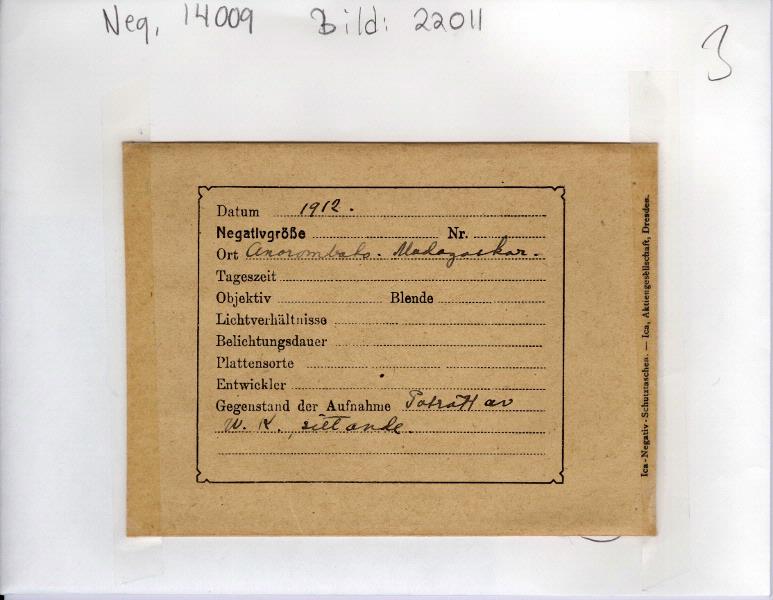 Neg. 14009 Bild: 22011
3
Datum 1912.
Negativgröße Nr.
Ort Anorombato. Madagaskar.
Tageszeit
Objektiv Blende
Lichtverhältnisse
Belichtungsdauer
Plattensorte
Entwickler
Gegenstand der Aufnahme Poträtt av
W. K., sittande.
Ica-Negativ-Schutztaschen. — Ica, Aktiengesellschaft, Dresden.